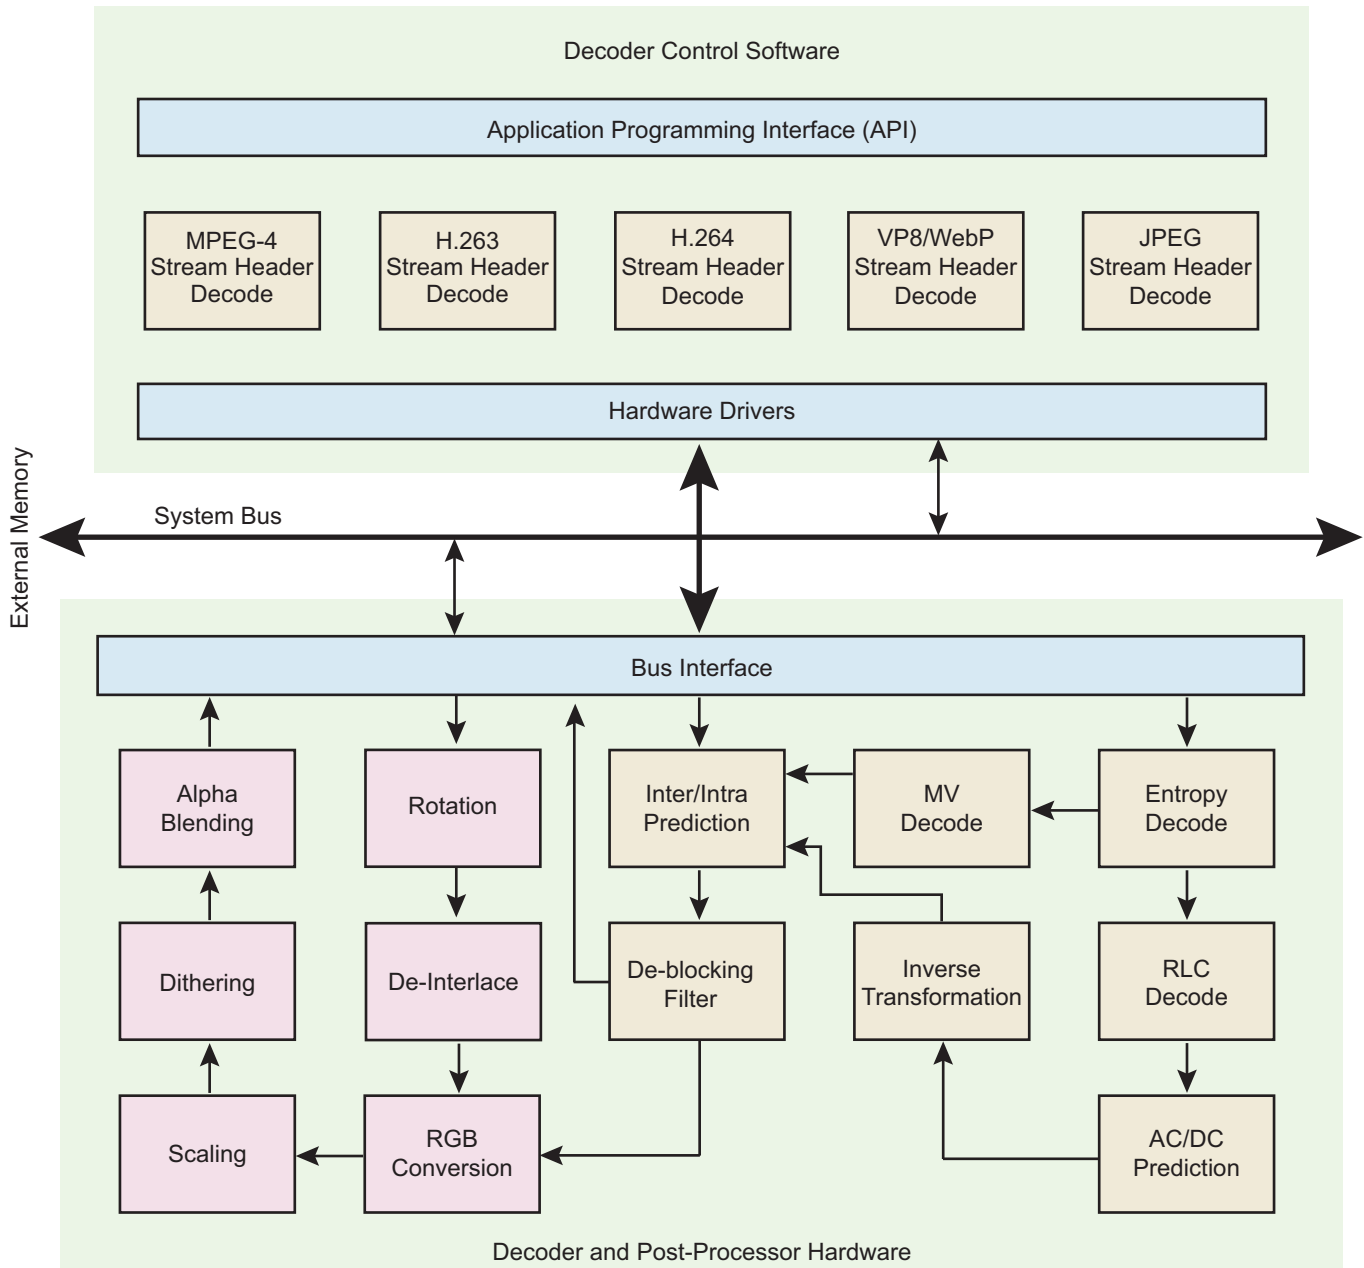 Decoder Control Software
Application Programming Interface (API)
MPEG-4
Stream Header
Decode
H.263
Stream Header
Decode
H.264
Stream Header
Decode
VP8/WebP
Stream Header
Decode
JPEG
Stream Header
Decode
Hardware Drivers
External Memory
System Bus
Bus Interface
Alpha
Blending
Rotation
Inter/Intra
Prediction
MV
Decode
Entropy
Decode
Dithering
De-Interlace
De-blocking
Filter
Inverse
Transformation
RLC
Decode
Scaling
RGB
Conversion
AC/DC
Prediction
Decoder and Post-Processor Hardware